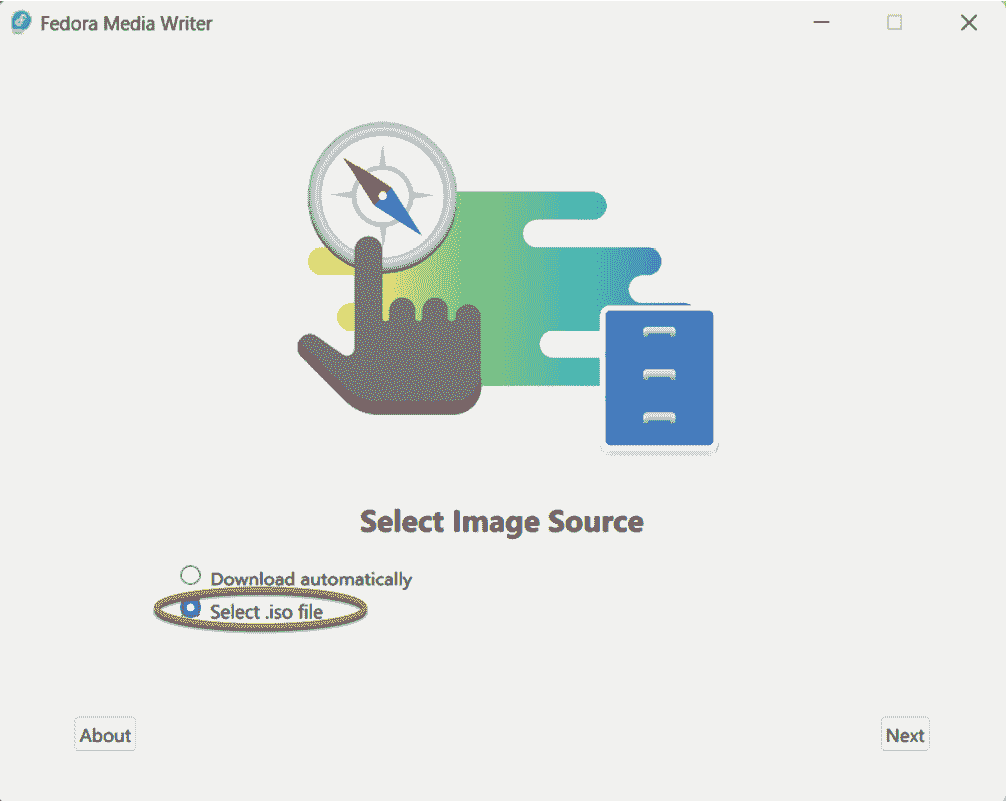 Fedora Media Writer
Select Image Source
Download automatically
Select .iso file
About
Next